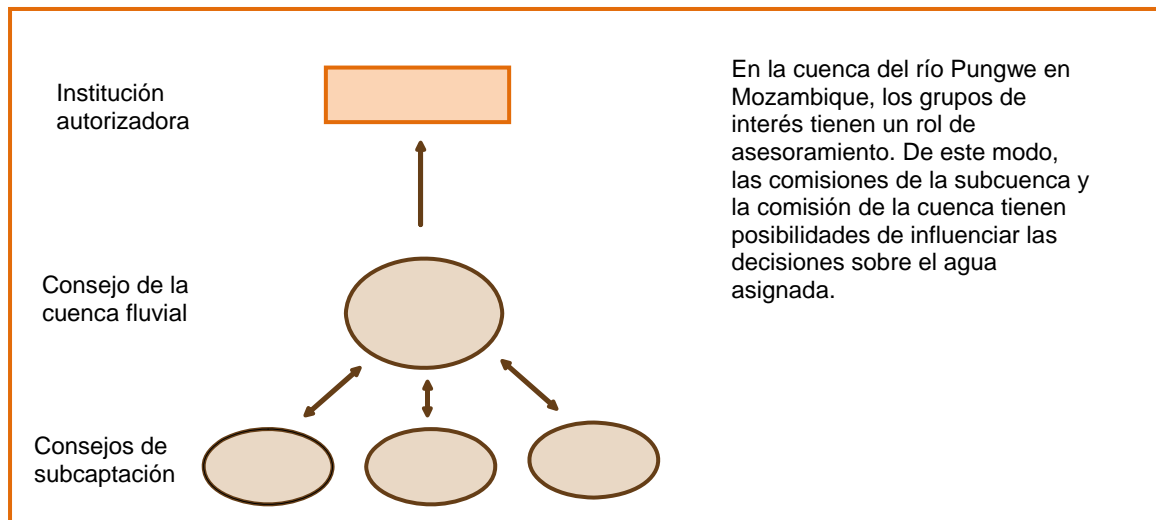 Institución
autorizadora
En la cuenca del río Pungwe en
Mozambique, los grupos de
interés tienen un rol de
asesoramiento. De este modo,
las comisiones de la subcuenca y
la comisión de la cuenca tienen
posibilidades de influenciar las
decisiones sobre el agua
asignada.
Consejo de la
cuenca fluvial
Consejos de
subcaptación